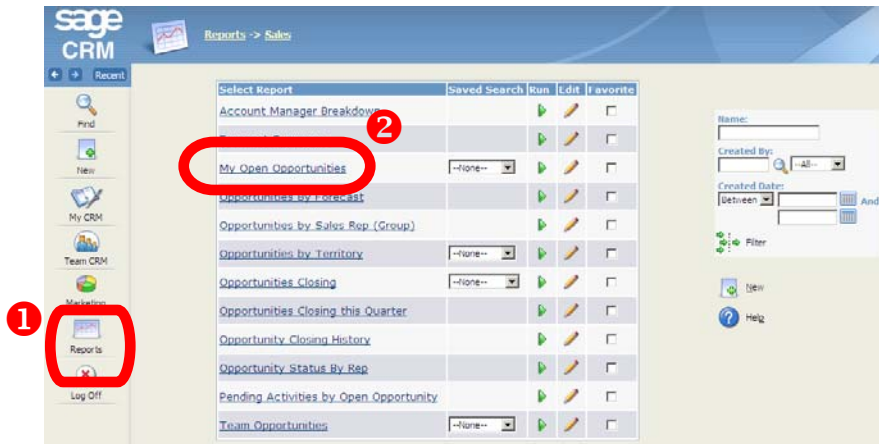 sage
CRM
Reports -> Sales
Recent
Find
New
My CRM
Team CRM
Marketing
1
Reports
Log Off
Select Report Saved Search Run Edit Favorite
Account Manager Breakdown
2
My Open Opportunities --None--
Opportunities by Forecast
Opportunities by Sales Rep (Group)
Opportunities by Territory --None--
Opportunities Closing --None--
Opportunities Closing this Quarter
Opportunity Closing History
Opportunity Status By Rep
Pending Activities by Open Opportunity
Team Opportunities --None--
Name:
Created By:
--All--
Created Date:
Between And
Filter
New
Help